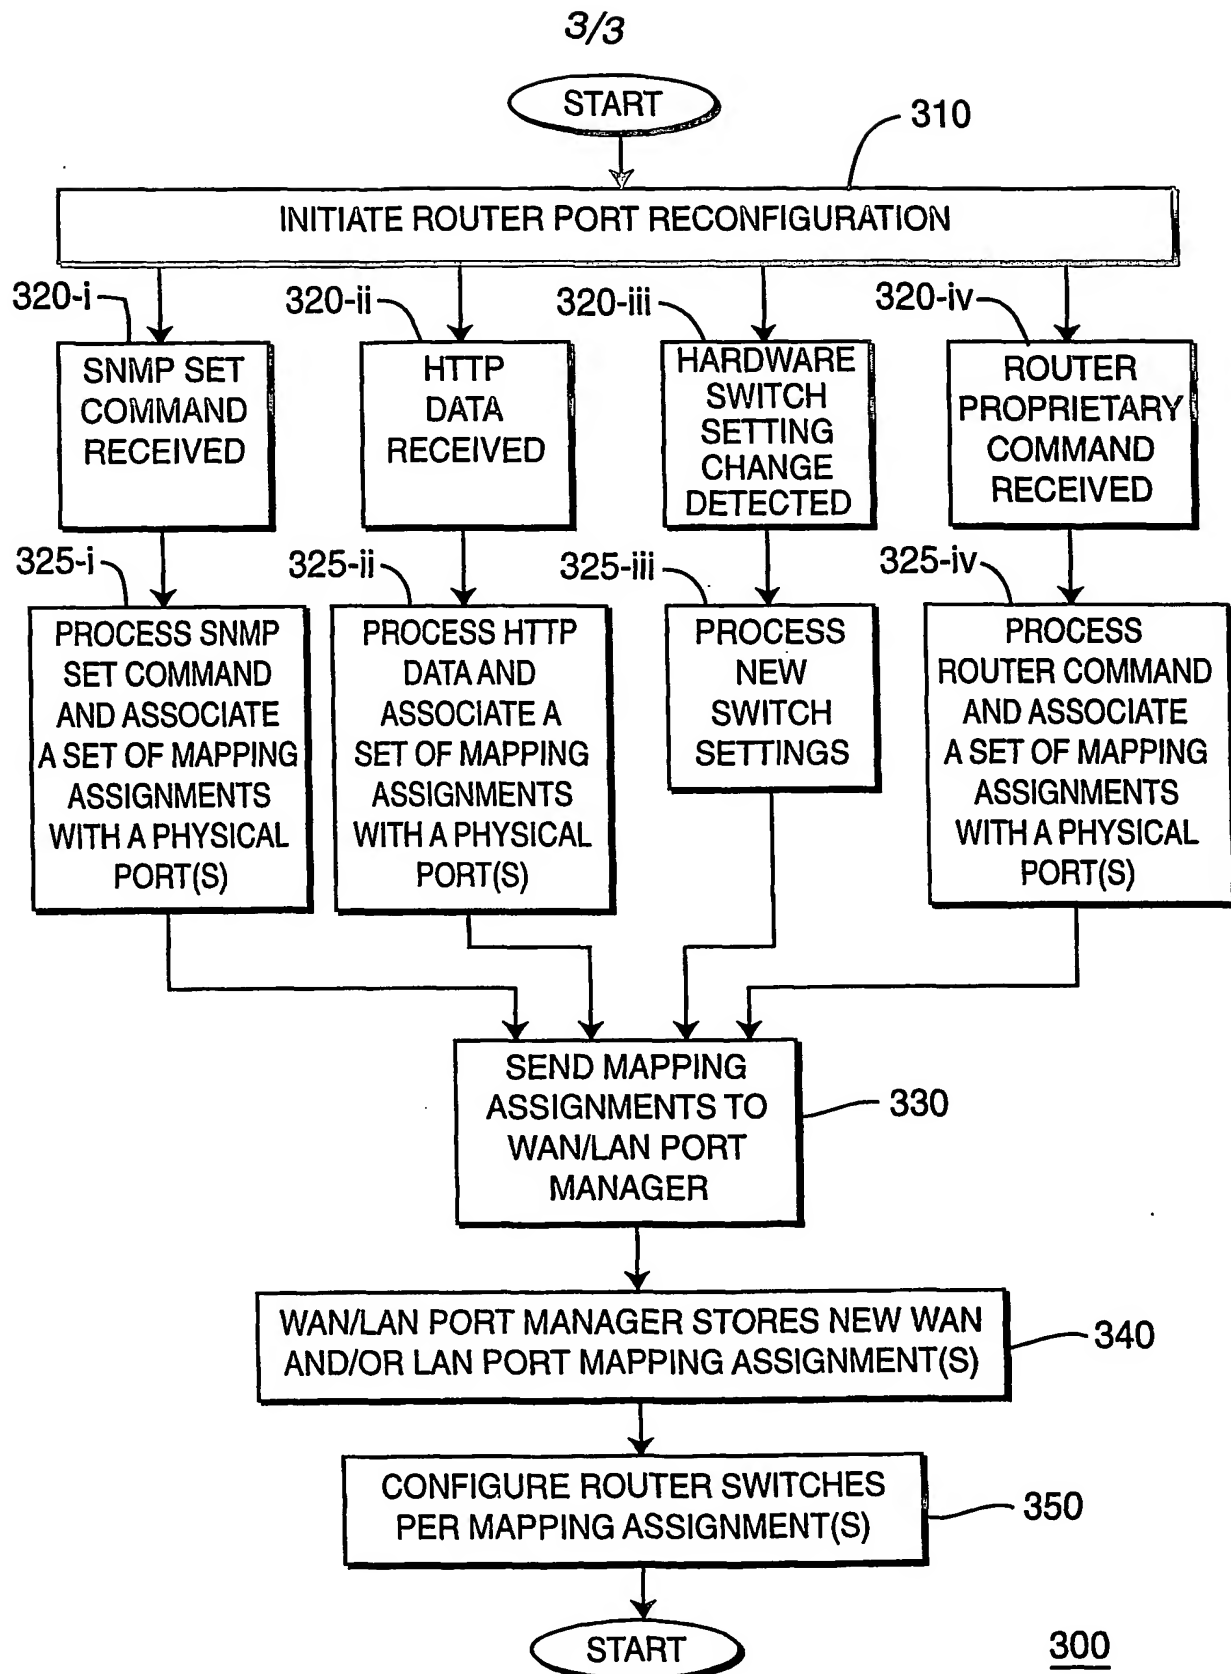 3/3
START
310
INITIATE ROUTER PORT RECONFIGURATION
320-i
320-ii
320-iii
320-iv
SNMP SET
COMMAND
RECEIVED
HTTP
DATA
RECEIVED
HARDWARE
SWITCH
SETTING
CHANGE
DETECTED
ROUTER
PROPRIETARY
COMMAND
RECEIVED
325-i
325-ii
325-iii
325-iv
PROCESS SNMP
SET COMMAND
AND ASSOCIATE
A SET OF MAPPING
ASSIGNMENTS
WITH A PHYSICAL
PORT(S)
PROCESS HTTP
DATA AND
ASSOCIATE A
SET OF MAPPING
ASSIGNMENTS
WITH A PHYSICAL
PORT(S)
PROCESS
NEW
SWITCH
SETTINGS
PROCESS
ROUTER COMMAND
AND ASSOCIATE
A SET OF MAPPING
ASSIGNMENTS
WITH A PHYSICAL
PORT(S)
SEND MAPPING
ASSIGNMENTS TO
WAN/LAN PORT
MANAGER
330
WAN/LAN PORT MANAGER STORES NEW WAN
AND/OR LAN PORT MAPPING ASSIGNMENT(S)
340
CONFIGURE ROUTER SWITCHES
PER MAPPING ASSIGNMENT(S)
350
START
300